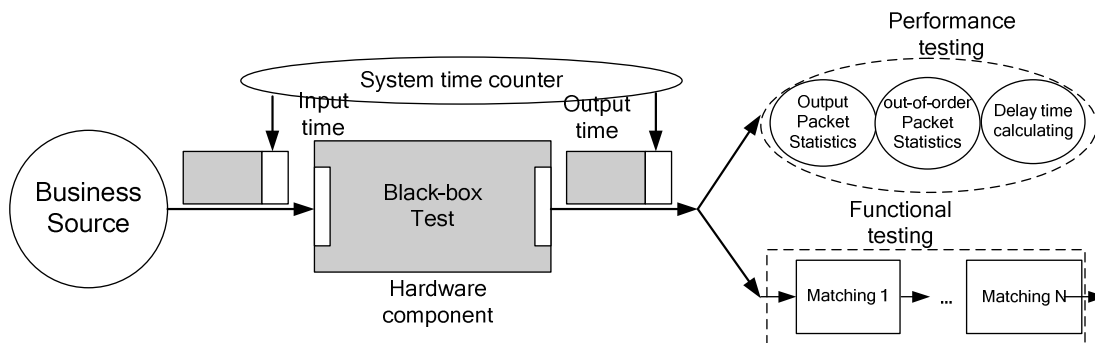 System time counter
Input
time
Output
time
Business
Source
Black-box
Test
Hardware
component
Performance
testing
Output
Packet
Statistics
out-of-order
Packet
Statistics
Delay time
calculating
Functional
testing
Matching 1
...
Matching N